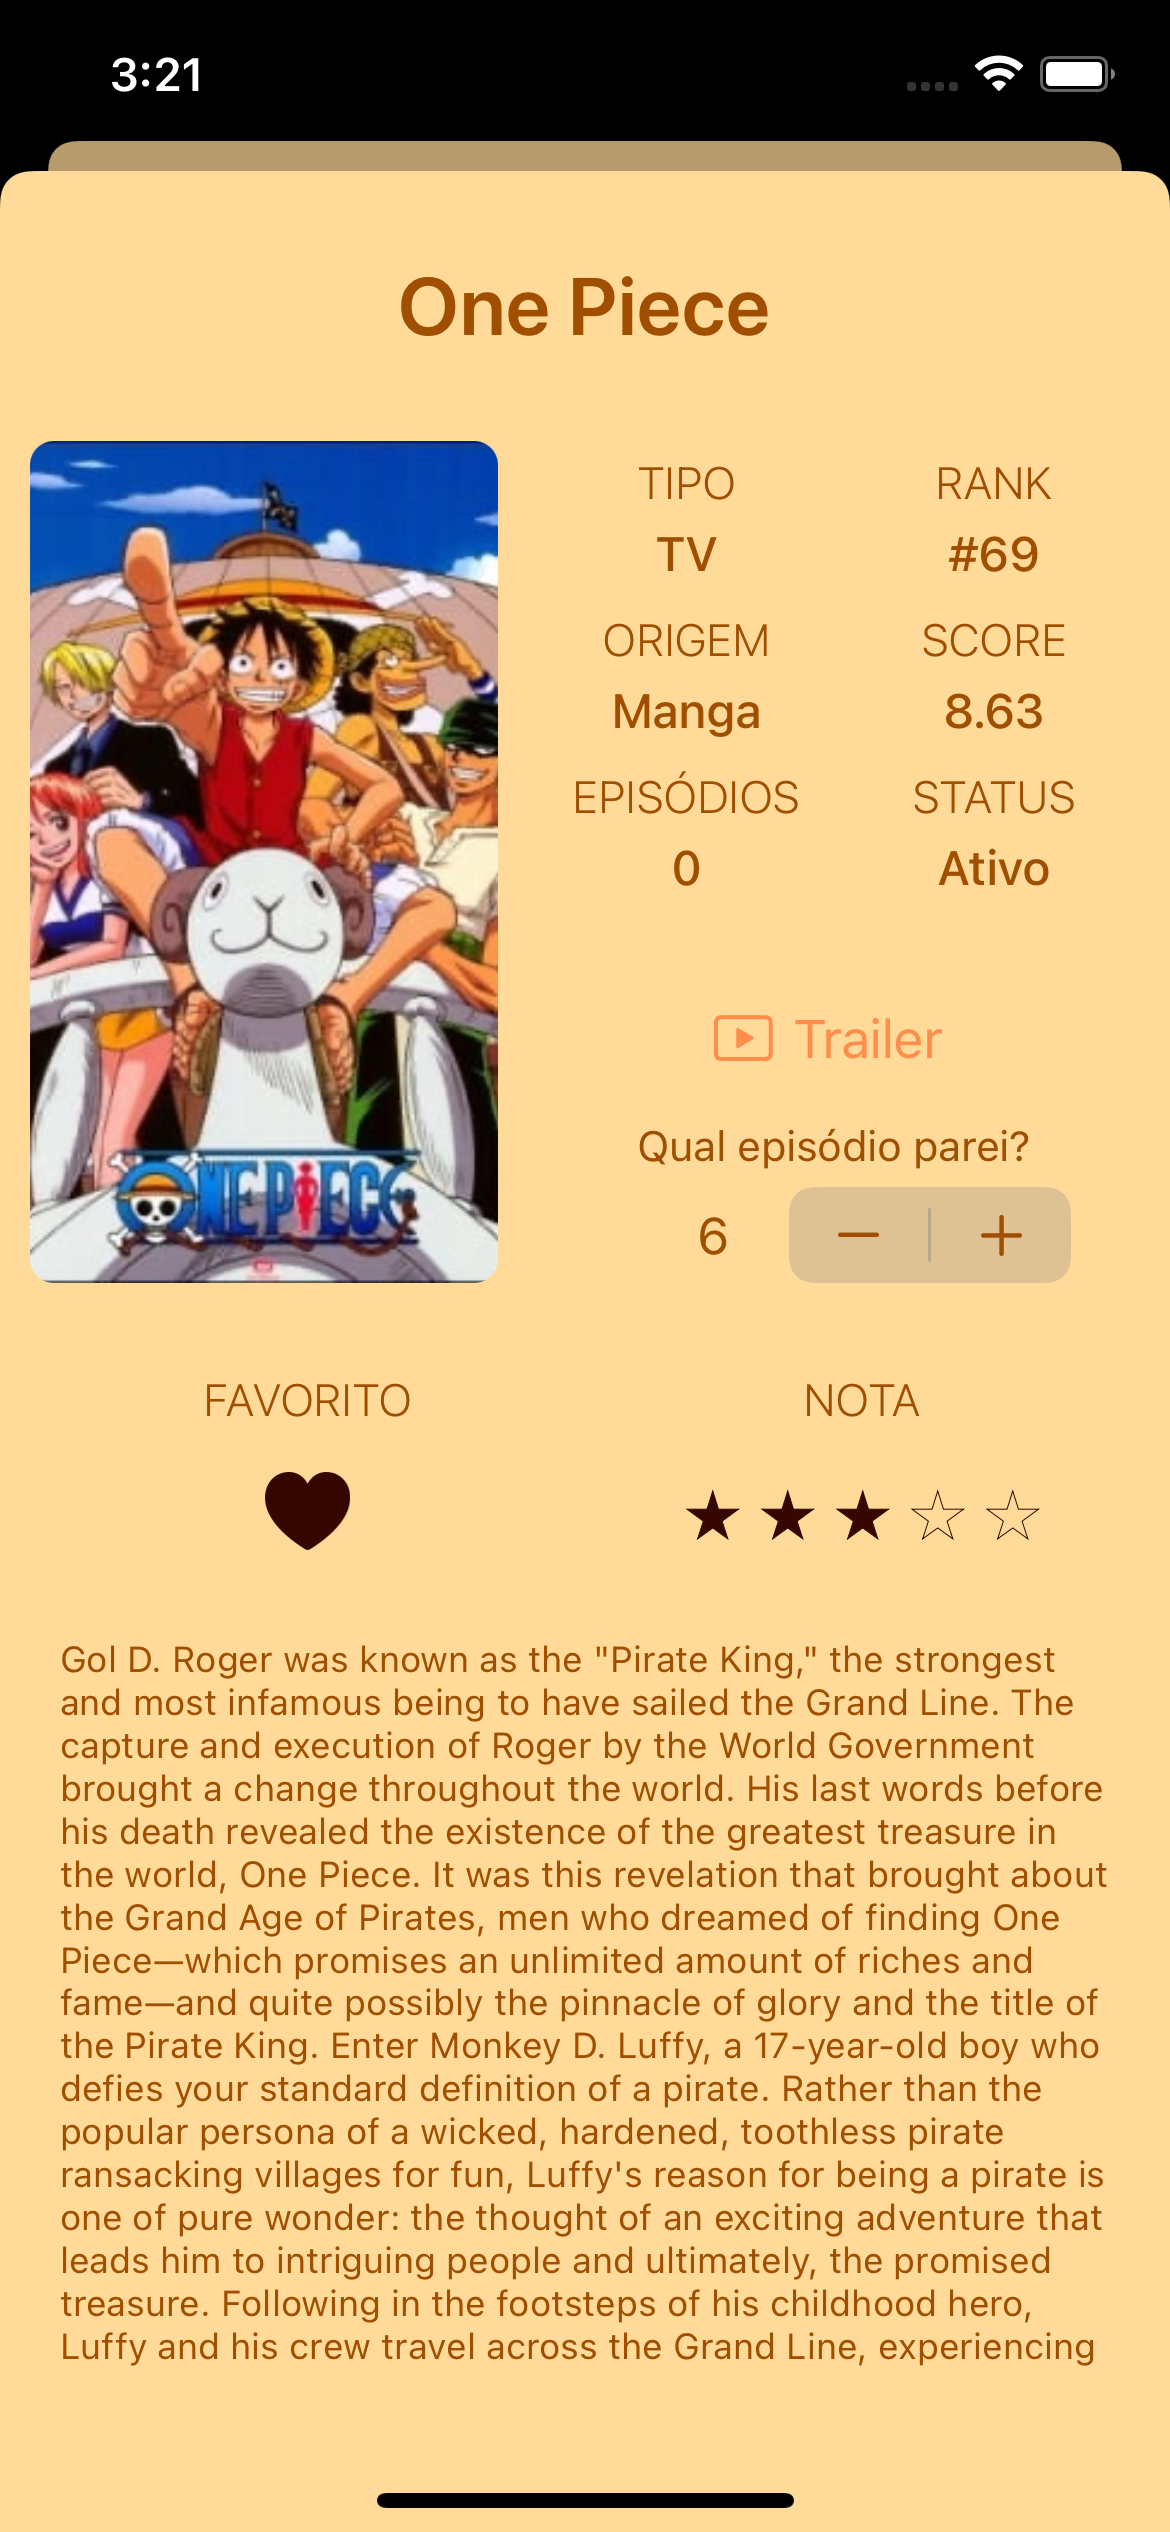 3:21
One Piece
TIPO
RANK
TV
#69
ORIGEM
SCORE
Manga
8.63
EPISÓDIOS
STATUS
0
Ativo
ONE PIECE
Trailer
Qual episódio parei?
6
FAVORITO
NOTA
Gol D. Roger was known as the "Pirate King," the strongest
and most infamous being to have sailed the Grand Line. The
capture and execution of Roger by the World Government
brought a change throughout the world. His last words before
his death revealed the existence of the greatest treasure in
the world, One Piece. It was this revelation that brought about
the Grand Age of Pirates, men who dreamed of finding One
Piece—which promises an unlimited amount of riches and
fame—and quite possibly the pinnacle of glory and the title of
the Pirate King. Enter Monkey D. Luffy, a 17-year-old boy who
defies your standard definition of a pirate. Rather than the
popular persona of a wicked, hardened, toothless pirate
ransacking villages for fun, Luffy's reason for being a pirate is
one of pure wonder: the thought of an exciting adventure that
leads him to intriguing people and ultimately, the promised
treasure. Following in the footsteps of his childhood hero,
Luffy and his crew travel across the Grand Line, experiencing